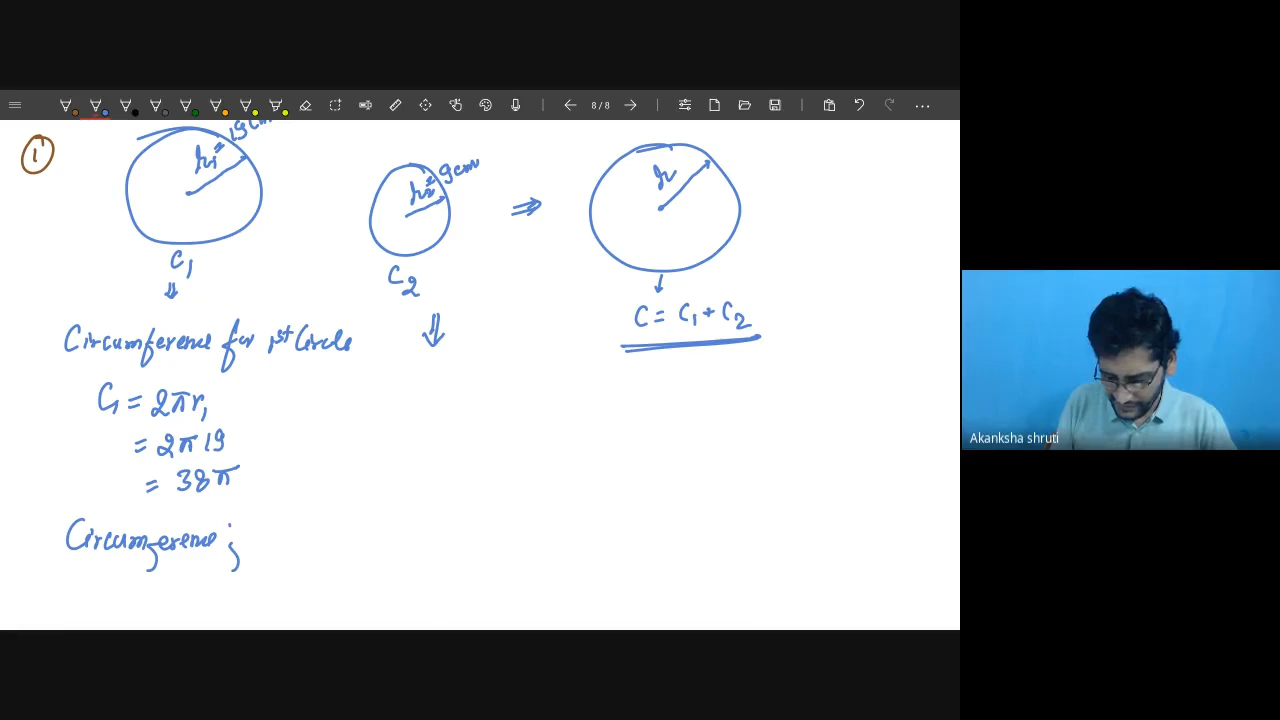 8/8
1
r1 = 19cm
r2 = 9cm
⇒
r
C1
C2
C = C1 + C2
⇓
⇓
Circumference for 1st Circle
C1 = 2πr1
= 2π19
= 38π
Circumference
Akanksha shruti